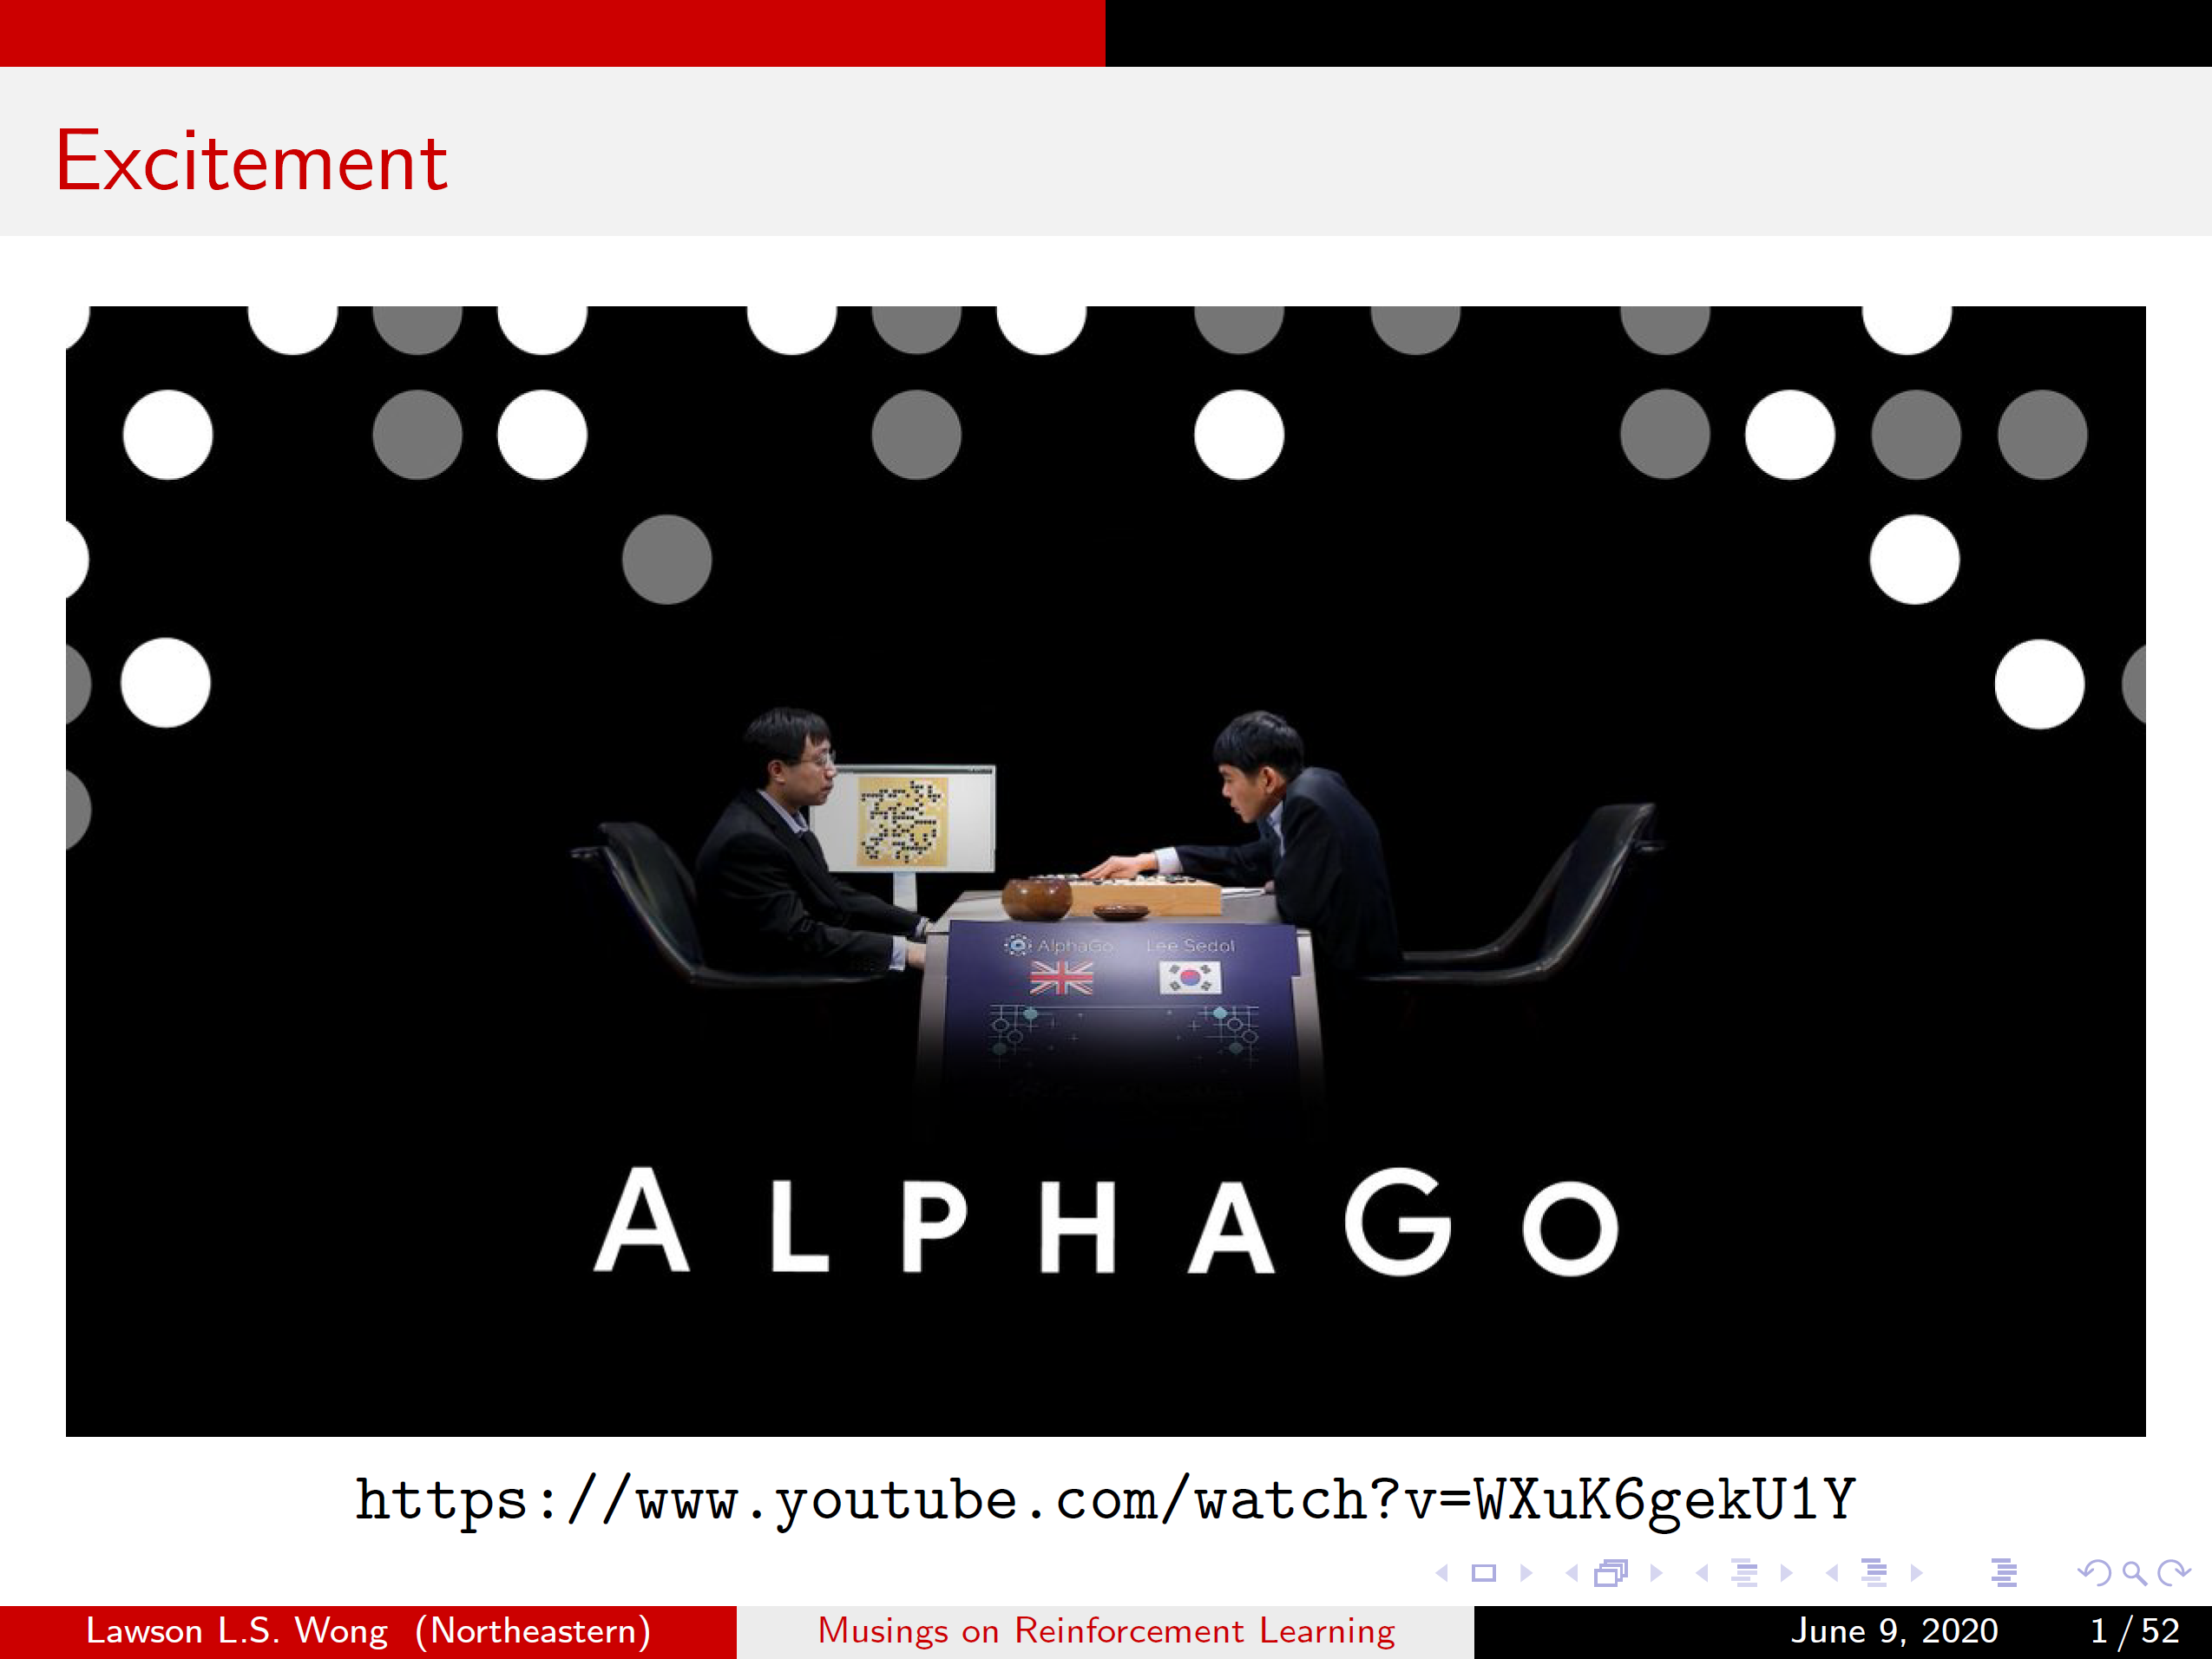 Excitement
AlphaGo Lee Sedol
ALPHAGO
https://www.youtube.com/watch?v=WXuK6gekU1Y
Lawson L.S. Wong (Northeastern) Musings on Reinforcement Learning June 9, 2020 1 / 52